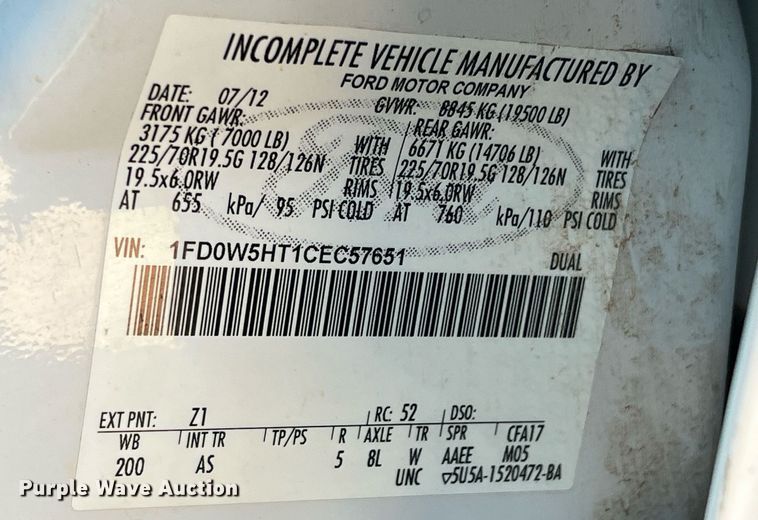 INCOMPLETE VEHICLE MANUFACTURED BY
FORD MOTOR COMPANY
DATE: 07/12 GVWR: 8845 KG (19500 LB)
FRONT GAWR: REAR GAWR:
3175 KG ( 7000 LB) WITH 6671 KG (14706 LB) WITH
225/70R19.5G 128/126N TIRES 225/70R19.5G 128/126N TIRES
19.5x6.0RW RIMS 19.5x6.0RW RIMS
AT 655 kPa/ 95 PSI COLD AT 760 kPa/110 PSI COLD
VIN: 1FD0W5HT1CEC57651 DUAL
EXT PNT: Z1 RC: 52 DSO:
WB INT TR TP/PS R AXLE TR SPR CFA17
200 AS 5 8L W AAEE M05
UNC ▽5U5A-1520472-BA
Purple Wave Auction